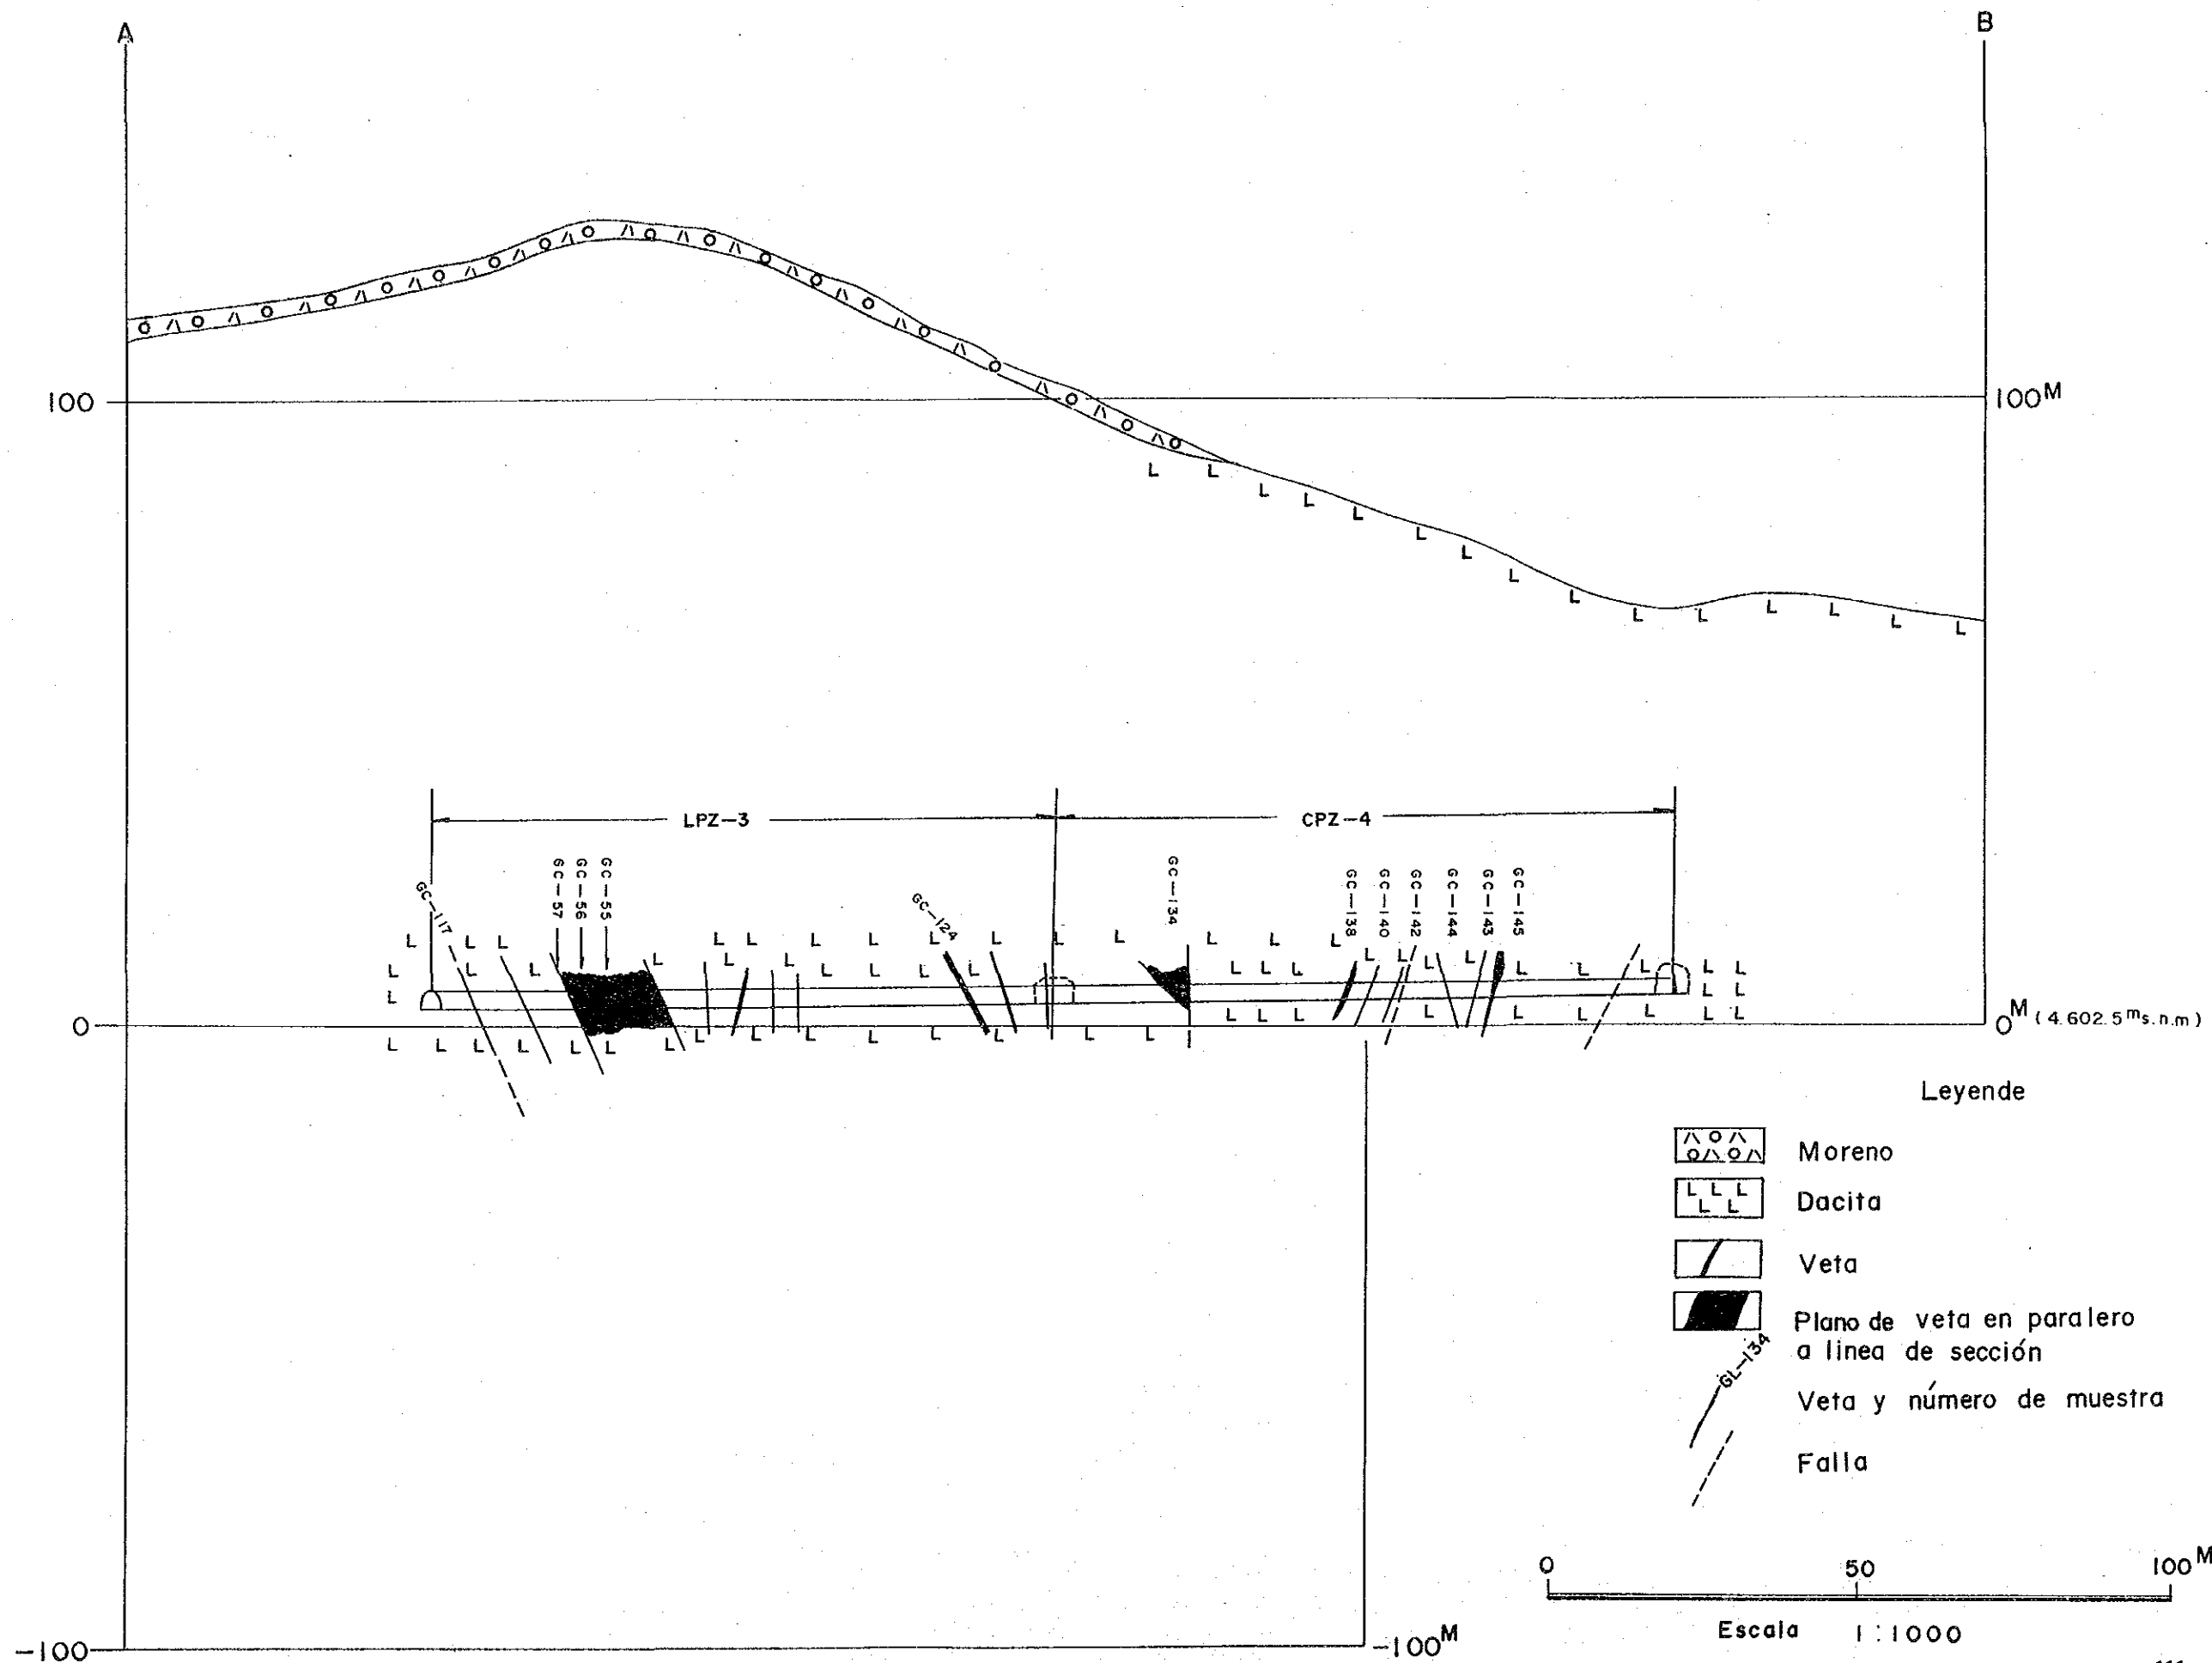 A
B
100
100M
LPZ-3
CPZ-4
GC-117
GC-57
GC-56
GC-55
GC-124
GC-134
GC-138
GC-140
GC-142
GC-144
GC-143
GC-145
0
0M (4.602.5 m s.n.m)
Leyende
Moreno
Dacita
Veta
Plano de veta en paralero
a linea de sección
GL-134
Veta y número de muestra
Falla
0 50 100M
Escala 1:1000
-100
-100M